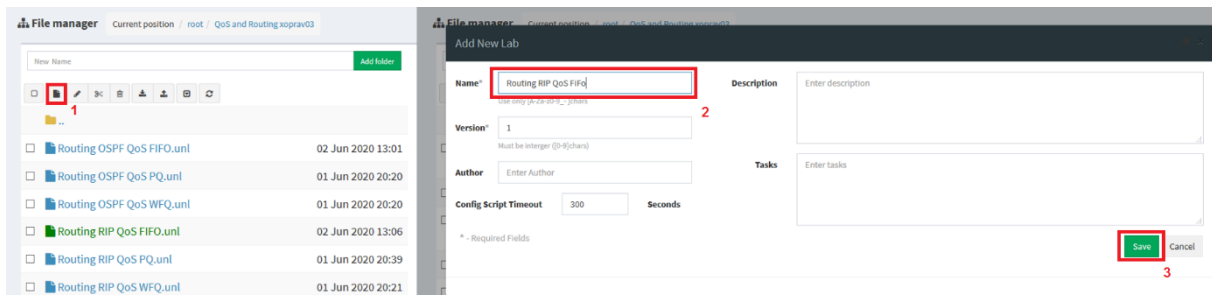 File manager Current position / root / QoS and Routing xoprav03
New Name
Add folder
1
..
Routing OSPF QoS FIFO.unl 02 Jun 2020 13:01
Routing OSPF QoS PQ.unl 01 Jun 2020 20:20
Routing OSPF QoS WFQ.unl 01 Jun 2020 20:20
Routing RIP QoS FIFO.unl 02 Jun 2020 13:06
Routing RIP QoS PQ.unl 01 Jun 2020 20:39
Routing RIP QoS WFQ.unl 01 Jun 2020 20:21
File manager Current position / root / QoS and Routing xoprav03
Add New Lab
Name* Routing RIP QoS FiFo
2
Version* 1
Must be interger ([0-9]chars)
Author Enter Author
Config Script Timeout 300 Seconds
* - Required Fields
Description Enter description
Tasks Enter tasks
Save Cancel
3